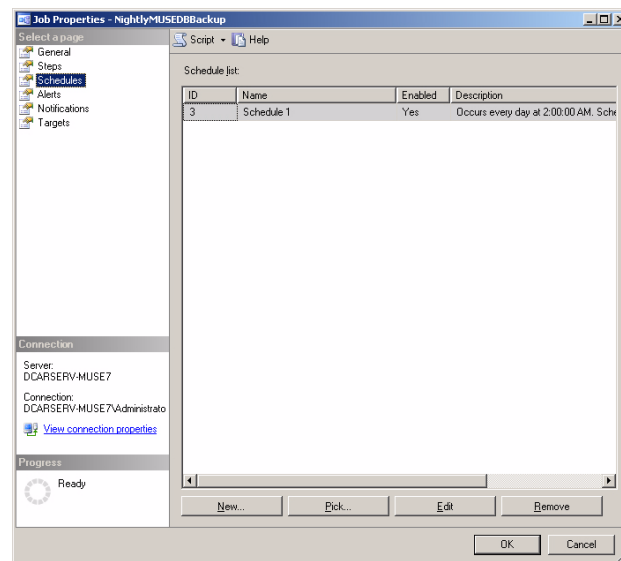 Job Properties - NightlyMUSEDBBackup
Select a page
General
Steps
Schedules
Alerts
Notifications
Targets
Script Help
Schedule list:
ID Name Enabled Description
3 Schedule 1 Yes Occurs every day at 2:00:00 AM. Sche
Connection
Server:
DCARSERV-MUSE7
Connection:
DCARSERV-MUSE7\Administrato
View connection properties
Progress
Ready
New... Pick... Edit Remove
OK Cancel